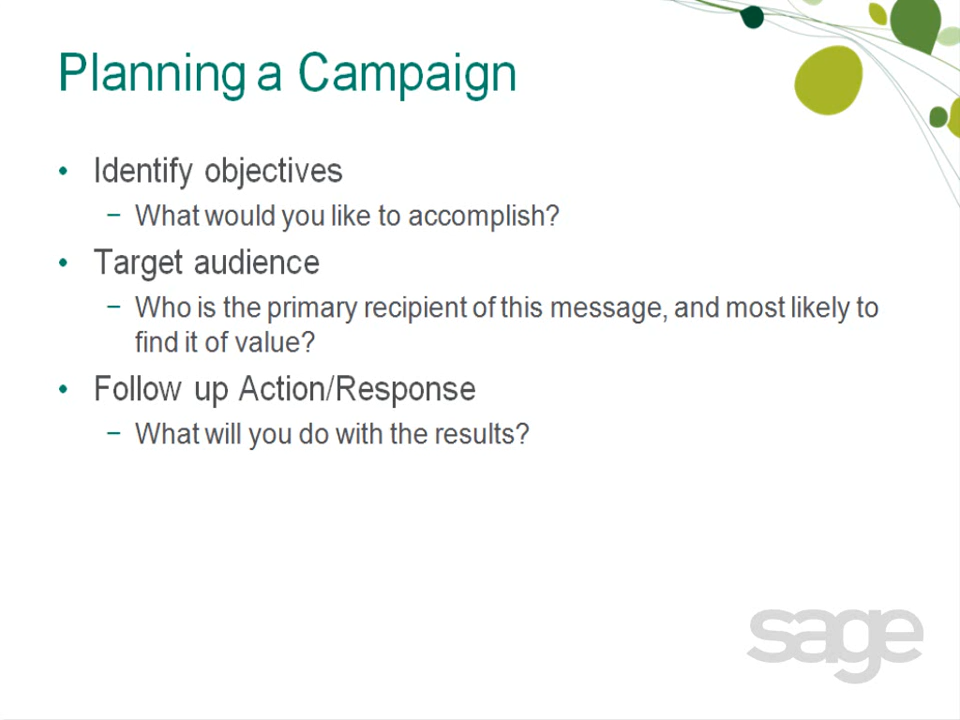 Planning a Campaign
• Identify objectives
– What would you like to accomplish?
• Target audience
– Who is the primary recipient of this message, and most likely to
find it of value?
• Follow up Action/Response
– What will you do with the results?
sage